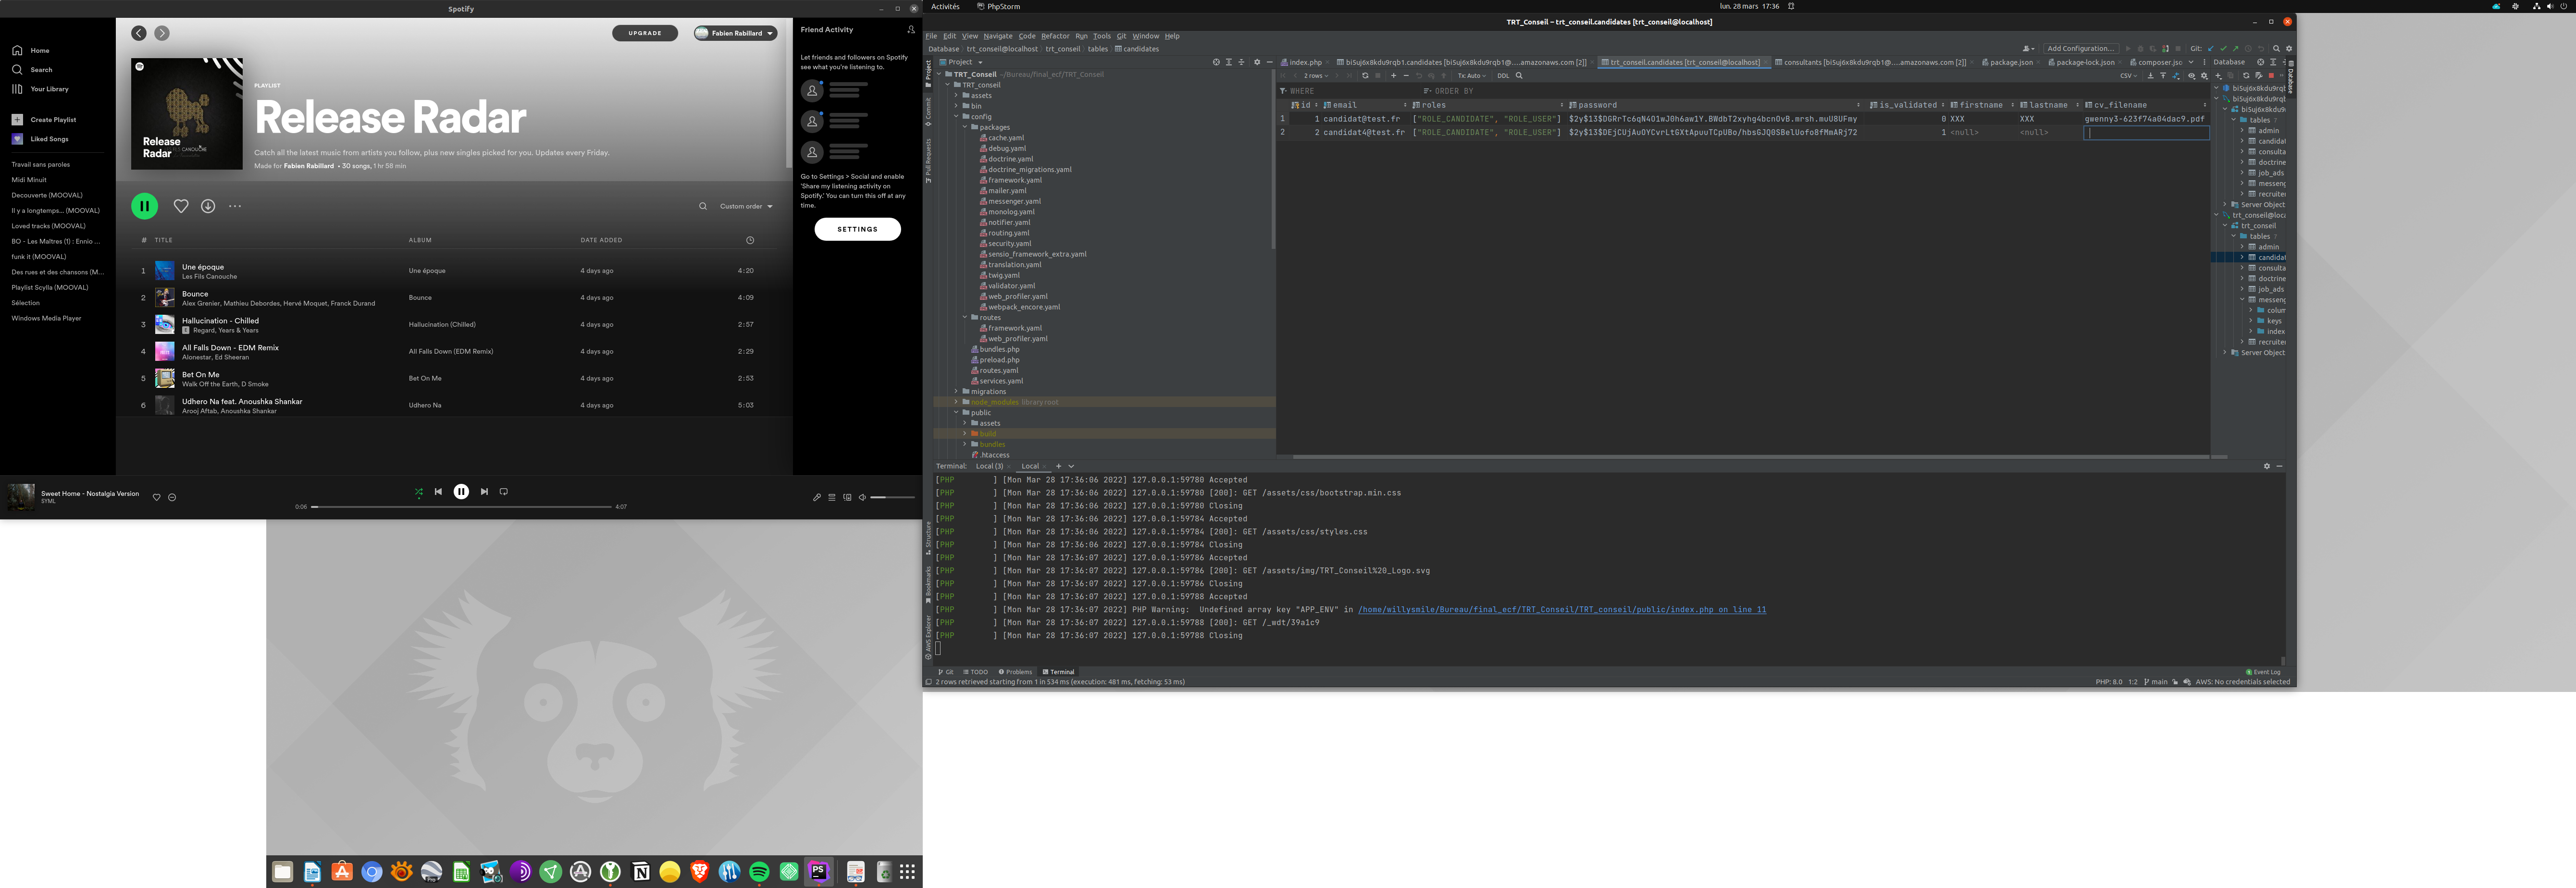 Spotify
Home
Search
Your Library
Create Playlist
Liked Songs
Travail sans paroles
Midi Minuit
Decouverte (MOOVAL)
Il y a longtemps... (MOOVAL)
Loved tracks (MOOVAL)
BO - Les Maîtres (1) : Ennio ...
funk it (MOOVAL)
Des rues et des chansons (M...
Playlist Scylla (MOOVAL)
Sélection
Windows Media Player
UPGRADE
Fabien Rabillard
Release
Radar
PLAYLIST
Release Radar
Catch all the latest music from artists you follow, plus new singles picked for you. Updates every Friday.
Made for Fabien Rabillard • 30 songs, 1 hr 58 min
Custom order
# TITLE ALBUM DATE ADDED
1 Une époque Une époque 4 days ago 4:20
Les Fils Canouche
2 Bounce Bounce 4 days ago 4:09
Alex Grenier, Mathieu Debordes, Hervé Moquet, Franck Durand
3 Hallucination - Chilled Hallucination (Chilled) 4 days ago 2:57
E Regard, Years & Years
4 All Falls Down - EDM Remix All Falls Down (EDM Remix) 4 days ago 2:29
Alonestar, Ed Sheeran
5 Bet On Me Bet On Me 4 days ago 2:53
Walk Off the Earth, D Smoke
6 Udhero Na feat. Anoushka Shankar Udhero Na 4 days ago 5:03
Arooj Aftab, Anoushka Shankar
Friend Activity
Let friends and followers on Spotify
see what you're listening to.
Go to Settings > Social and enable
'Share my listening activity on
Spotify.' You can turn this off at any
time.
SETTINGS
Sweet Home - Nostalgia Version
SYML
0:06 4:07
Activités PhpStorm lun. 28 mars 17:36
TRT_Conseil – trt_conseil.candidates [trt_conseil@localhost]
File Edit View Navigate Code Refactor Run Tools Git Window Help
Database trt_conseil@localhost trt_conseil tables candidates
Add Configuration... Git:
Project
index.php bi5uj6x8kdu9rqb1.candidates [bi5uj6x8kdu9rqb1@....amazonaws.com [2]] trt_conseil.candidates [trt_conseil@localhost] consultants [bi5uj6x8kdu9rqb1@....amazonaws.com [2]] package.json package-lock.json composer.jso Database
TRT_Conseil ~/Bureau/final_ecf/TRT_Conseil
TRT_conseil
assets
bin
config
packages
cache.yaml
debug.yaml
doctrine.yaml
doctrine_migrations.yaml
framework.yaml
mailer.yaml
messenger.yaml
monolog.yaml
notifier.yaml
routing.yaml
security.yaml
sensio_framework_extra.yaml
translation.yaml
twig.yaml
validator.yaml
web_profiler.yaml
webpack_encore.yaml
routes
framework.yaml
web_profiler.yaml
bundles.php
preload.php
routes.yaml
services.yaml
migrations
node_modules library root
public
assets
build
bundles
.htaccess
Project
Commit
Pull Requests
Structure
Bookmarks
AWS Explorer
2 rows Tx: Auto DDL CSV
WHERE ORDER BY
id email roles password is_validated firstname lastname cv_filename
1 1 candidat@test.fr ["ROLE_CANDIDATE", "ROLE_USER"] 0 XXX XXX gwenny3-623f74a04dac9.pdf
2 2 candidat4@test.fr ["ROLE_CANDIDATE", "ROLE_USER"] 1 <null> <null>
Database
bi5uj6x8kdu9rqb
bi5uj6x8kdu9rqb
bi5uj6x8kdu9
tables 7
admin
candidat
consulta
doctrine
job_ads
messeng
recruiter
Server Object
trt_conseil@loca
trt_conseil
tables 7
admin
candidat
consulta
doctrine
job_ads
messeng
colum
keys
index
recruiter
Server Object
Terminal: Local (3) Local
[PHP ] [Mon Mar 28 17:36:06 2022] 127.0.0.1:59780 Accepted
[PHP ] [Mon Mar 28 17:36:06 2022] 127.0.0.1:59780 [200]: GET /assets/css/bootstrap.min.css
[PHP ] [Mon Mar 28 17:36:06 2022] 127.0.0.1:59780 Closing
[PHP ] [Mon Mar 28 17:36:06 2022] 127.0.0.1:59784 Accepted
[PHP ] [Mon Mar 28 17:36:06 2022] 127.0.0.1:59784 [200]: GET /assets/css/styles.css
[PHP ] [Mon Mar 28 17:36:06 2022] 127.0.0.1:59784 Closing
[PHP ] [Mon Mar 28 17:36:07 2022] 127.0.0.1:59786 Accepted
[PHP ] [Mon Mar 28 17:36:07 2022] 127.0.0.1:59786 [200]: GET /assets/img/TRT_Conseil%20_Logo.svg
[PHP ] [Mon Mar 28 17:36:07 2022] 127.0.0.1:59786 Closing
[PHP ] [Mon Mar 28 17:36:07 2022] 127.0.0.1:59788 Accepted
[PHP ] [Mon Mar 28 17:36:07 2022] PHP Warning: Undefined array key "APP_ENV" in /home/willysmile/Bureau/final_ecf/TRT_Conseil/TRT_conseil/public/index.php on line 11
[PHP ] [Mon Mar 28 17:36:07 2022] 127.0.0.1:59788 [200]: GET /_wdt/39a1c9
[PHP ] [Mon Mar 28 17:36:07 2022] 127.0.0.1:59788 Closing
Git TODO Problems Terminal Event Log
2 rows retrieved starting from 1 in 534 ms (execution: 481 ms, fetching: 53 ms) PHP: 8.0 1:2 main AWS: No credentials selected
PS